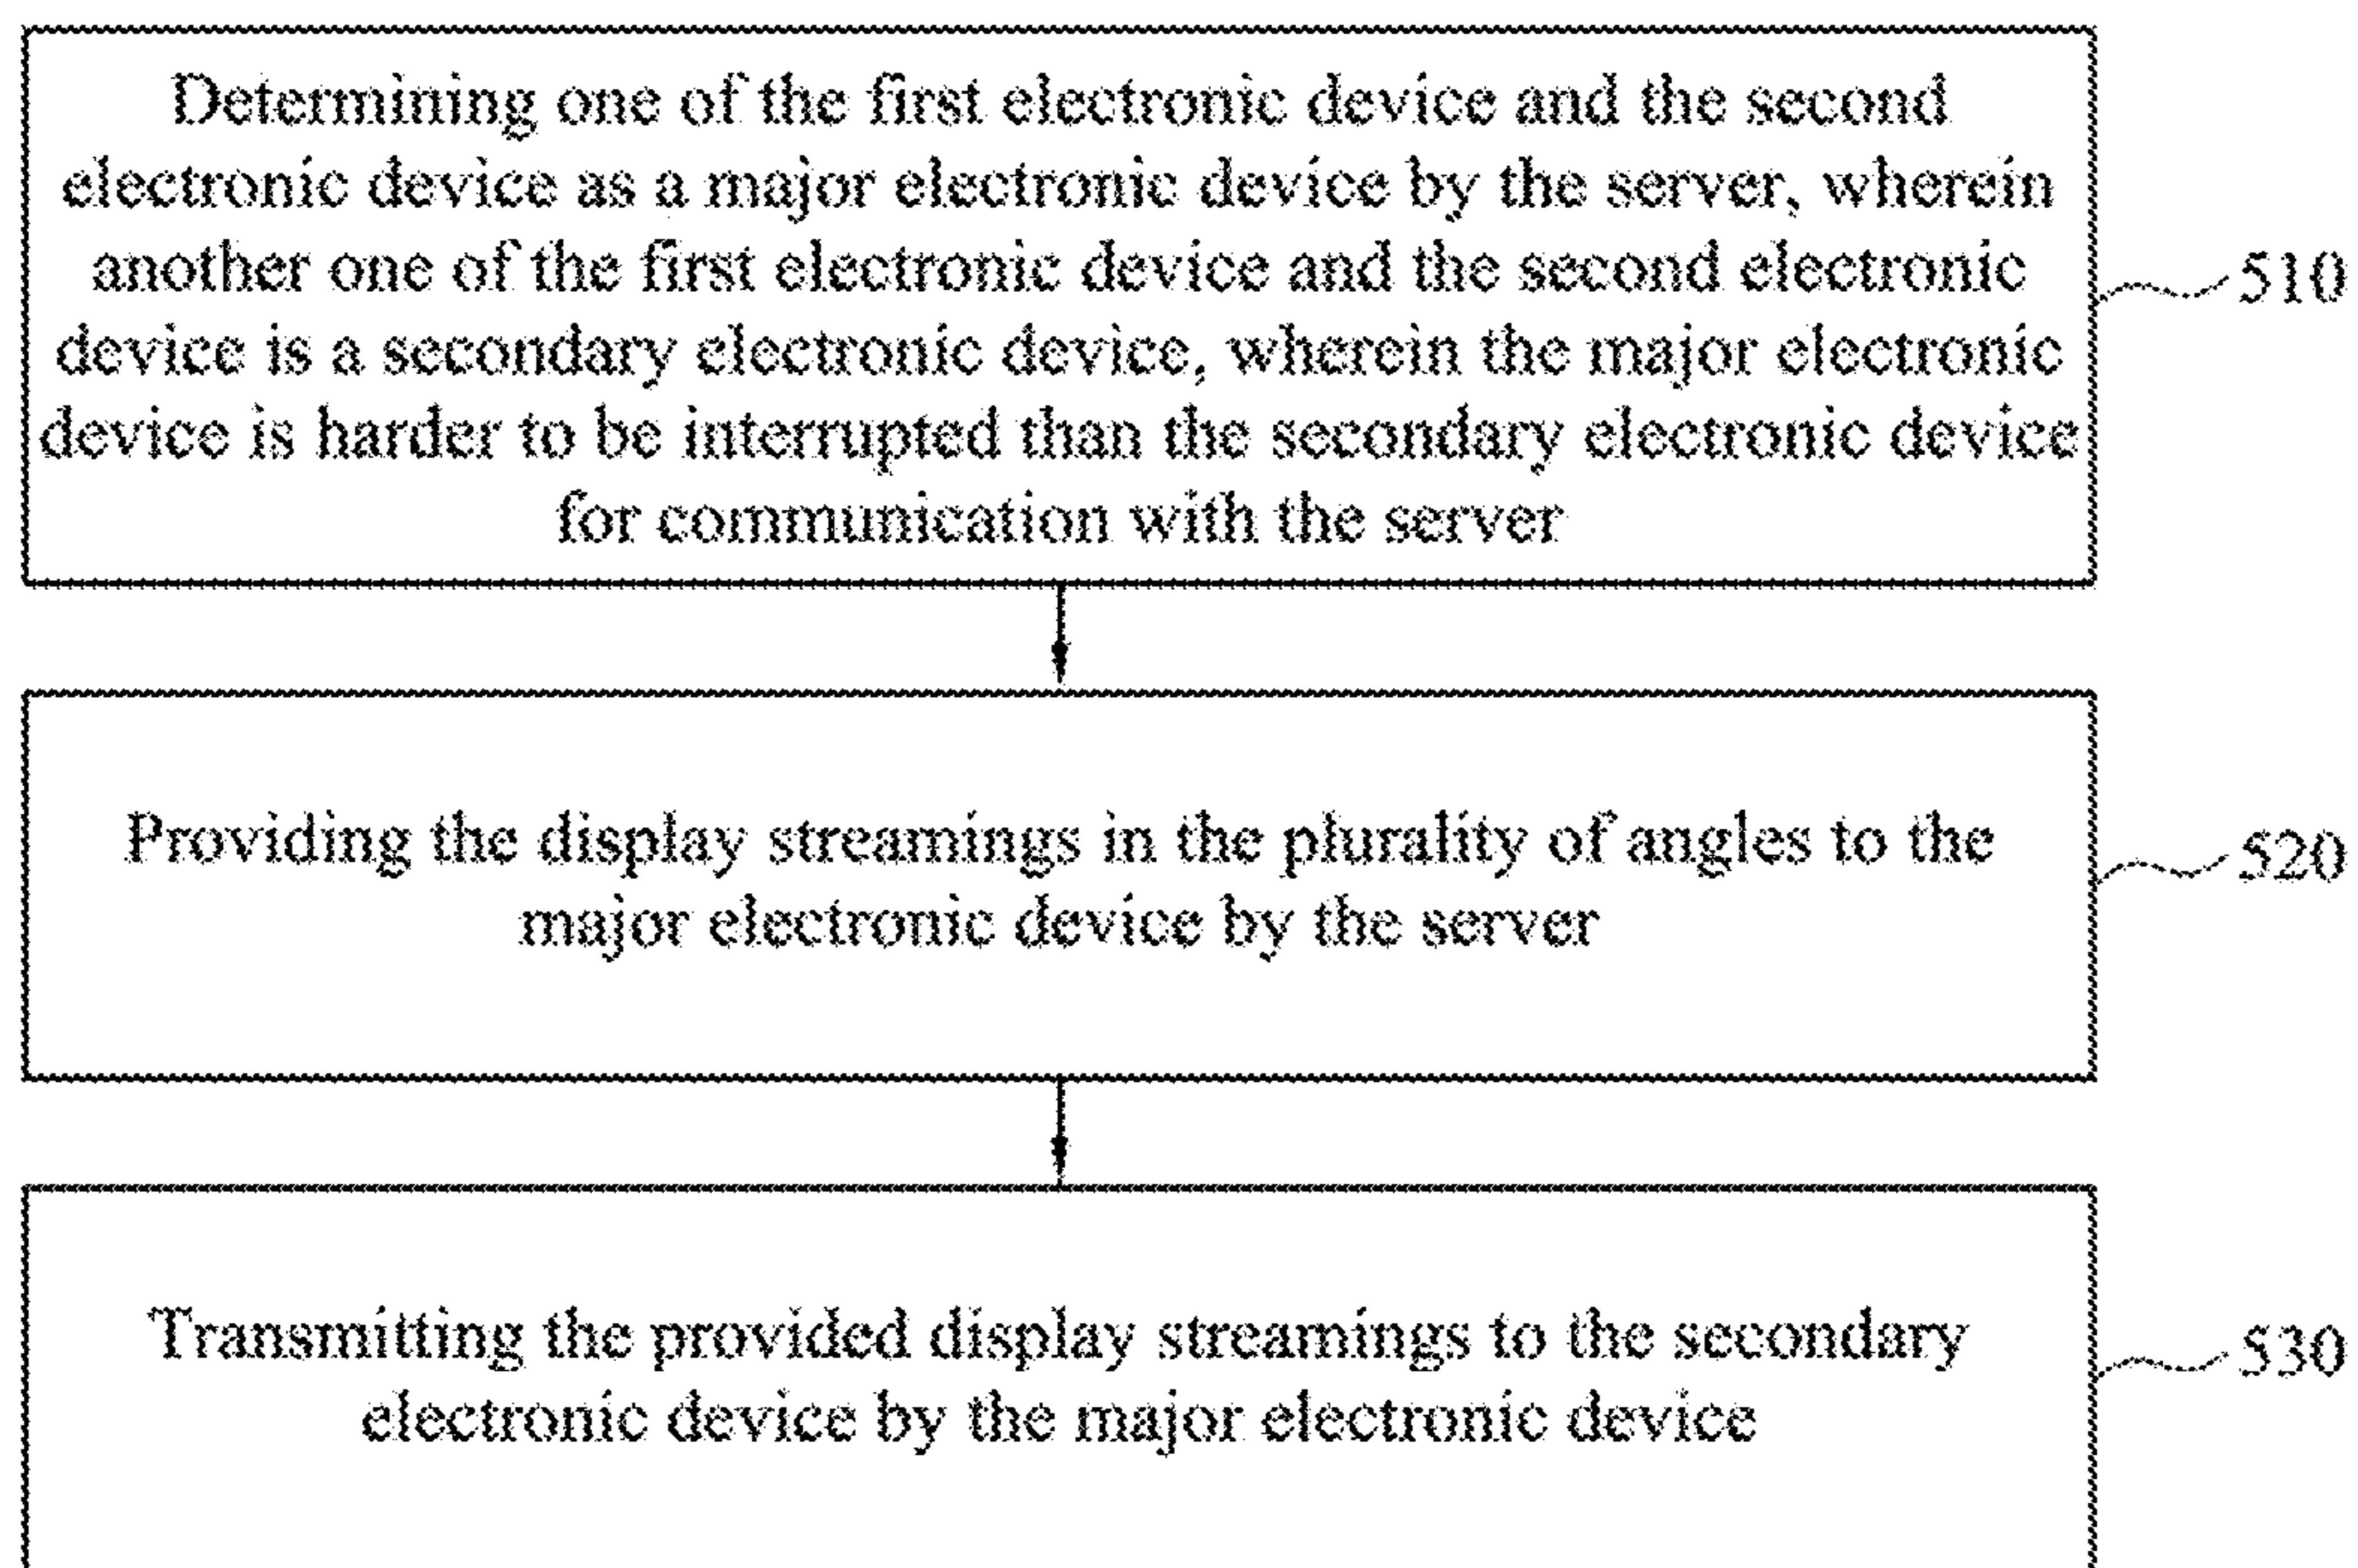 Determining one of the first electronic device and the second
electronic device as a major electronic device by the server, wherein
another one of the first electronic device and the second electronic
device is a secondary electronic device, wherein the major electronic
device is harder to be interrupted than the secondary electronic device
for communication with the server
510
Providing the display streamings in the plurality of angles to the
major electronic device by the server
520
Transmitting the provided display streamings to the secondary
electronic device by the major electronic device
530